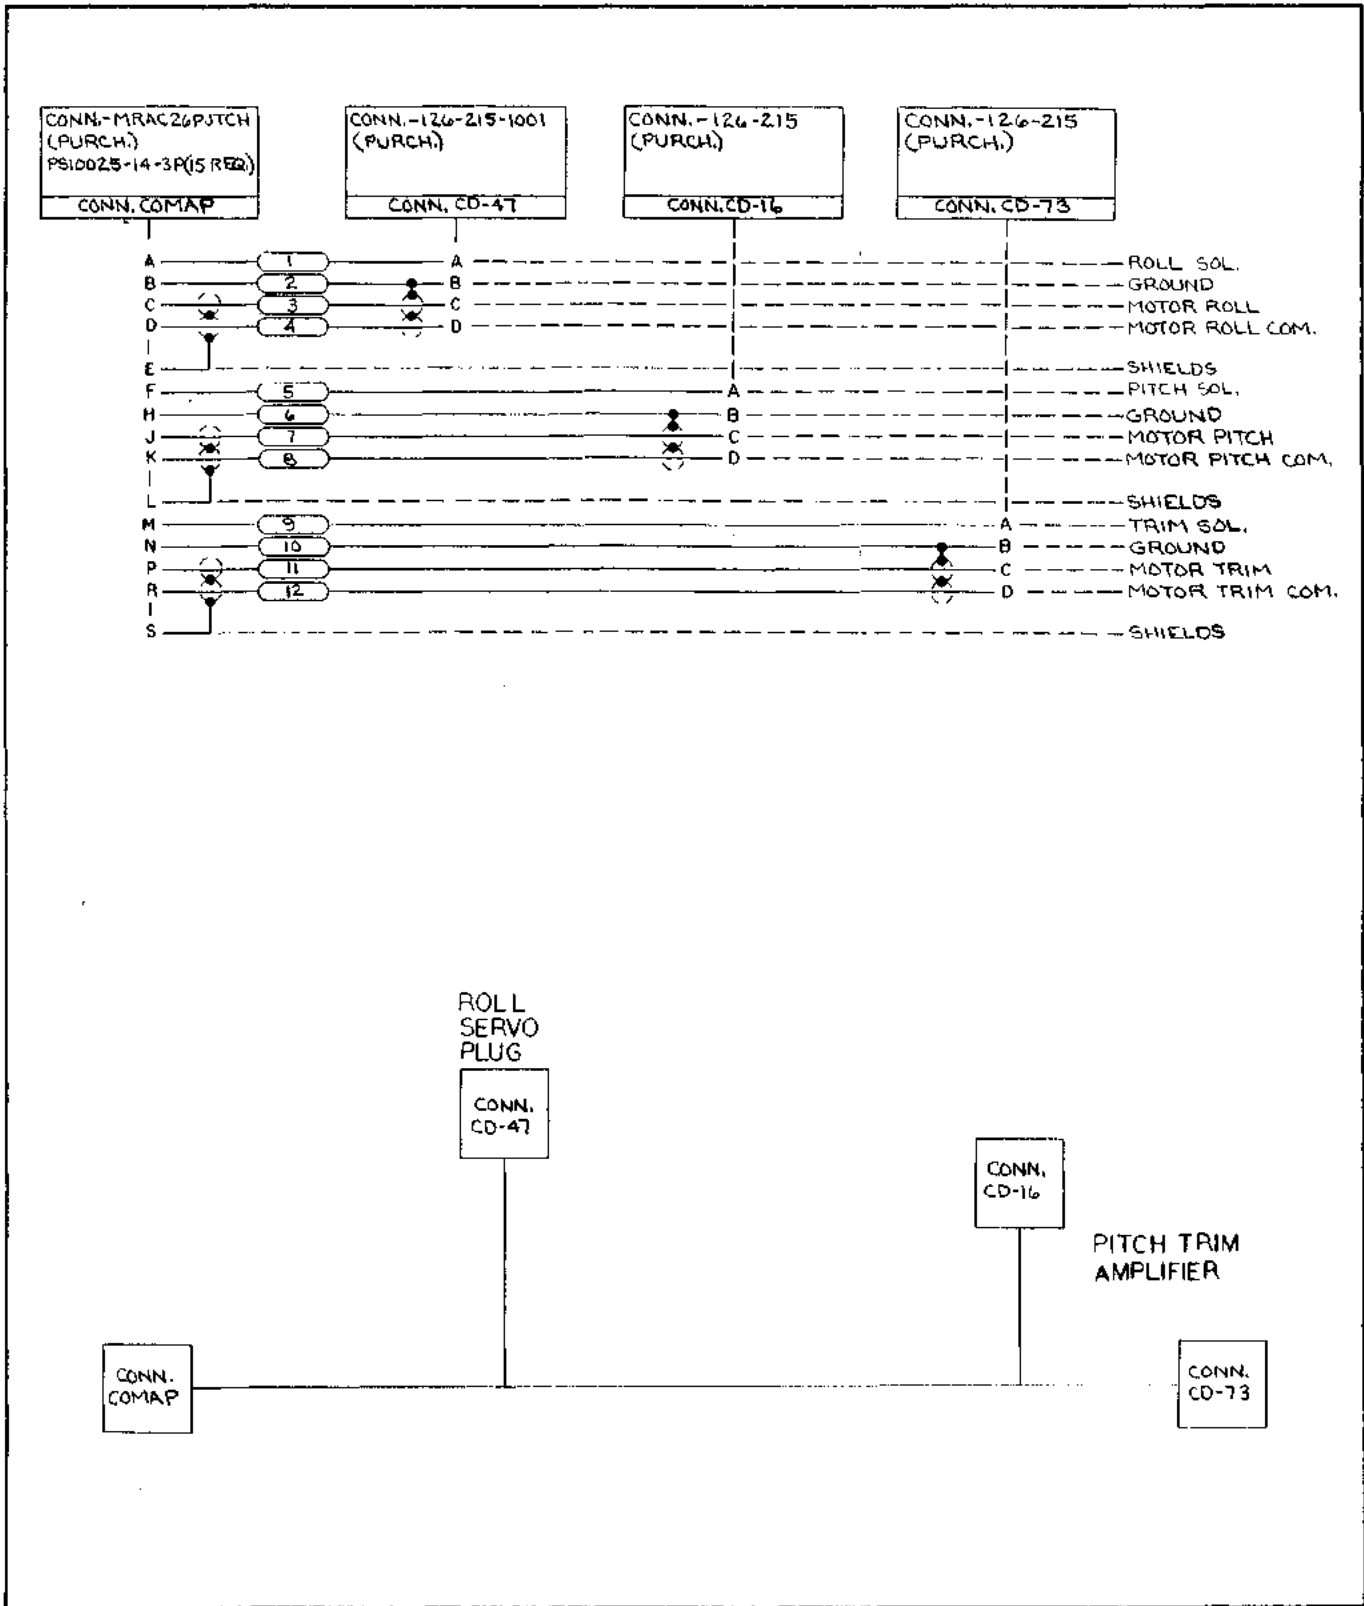 CONN.-MRAC26PJTCH
(PURCH.)
PS10025-14-3P(15 REQ.)
CONN. COMAP
CONN.-126-215-1001
(PURCH.)
CONN. CD-47
CONN.-126-215
(PURCH.)
CONN. CD-16
CONN.-126-215
(PURCH.)
CONN. CD-73
A 1 A ROLL SOL.
B 2 B GROUND
C 3 C MOTOR ROLL
D 4 D MOTOR ROLL COM.
E SHIELDS
F 5 A PITCH SOL.
H 6 B GROUND
J 7 C MOTOR PITCH
K 8 D MOTOR PITCH COM.
L SHIELDS
M 9 A TRIM SOL.
N 10 B GROUND
P 11 C MOTOR TRIM
R 12 D MOTOR TRIM COM.
S SHIELDS
ROLL
SERVO
PLUG
CONN.
CD-47
CONN.
CD-16
PITCH TRIM
AMPLIFIER
CONN.
COMAP
CONN.
CD-73